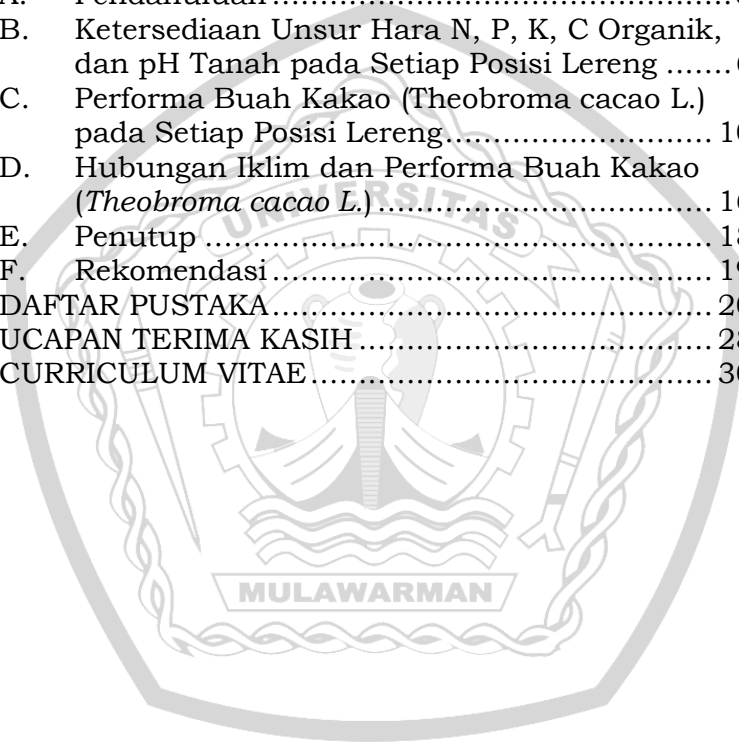 A. Pendahuluan
B. Ketersediaan Unsur Hara N, P, K, C Organik,
dan pH Tanah pada Setiap Posisi Lereng .......
C. Performa Buah Kakao (Theobroma cacao L.)
pada Setiap Posisi Lereng..........................
D. Hubungan Iklim dan Performa Buah Kakao
(Theobroma cacao L.)................................
E. Penutup ................................................
F. Rekomendasi..........................................
DAFTAR PUSTAKA..........................................
UCAPAN TERIMA KASIH ..................................
CURRICULUM VITAE......................................
UNIVERSITAS
MULAWARMAN